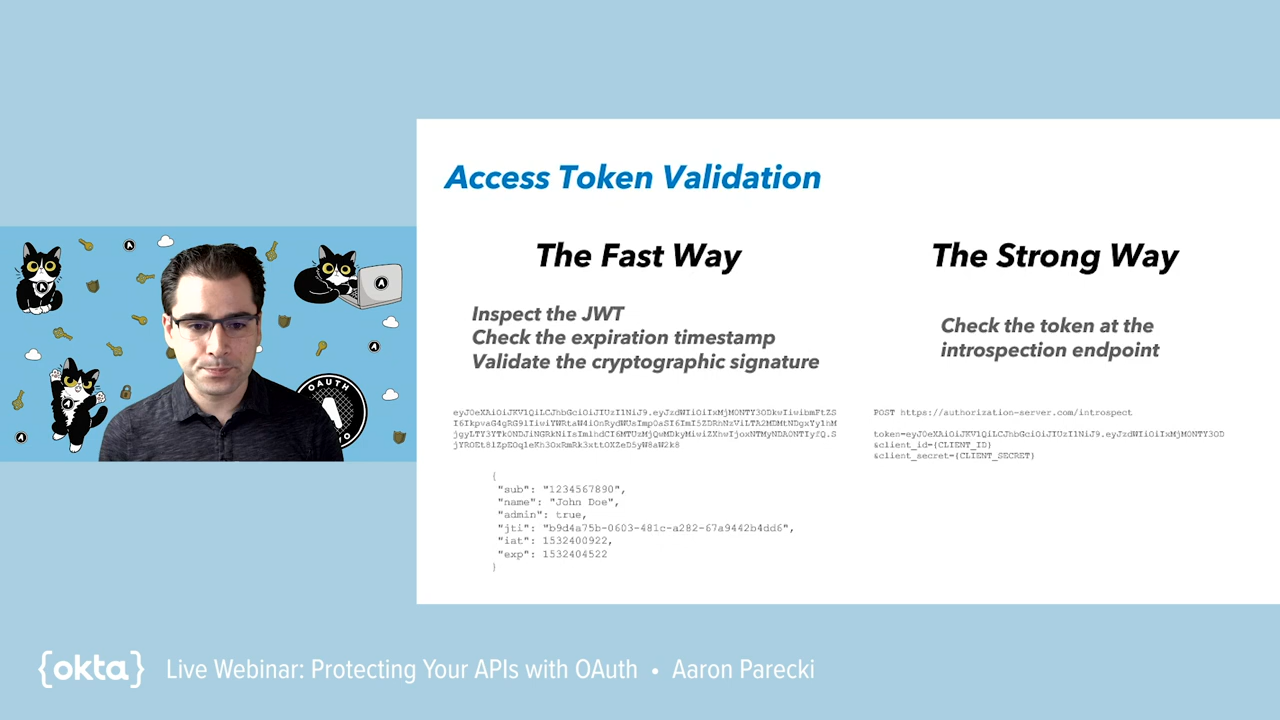 Access Token Validation
The Fast Way
Inspect the JWT
Check the expiration timestamp
Validate the cryptographic signature
{
"sub": "1234567890",
"name": "John Doe",
"admin": true,
"jti": "b9d4a75b-0603-481c-a282-67a9442b4dd6",
"iat": 1532400922,
"exp": 1532404522
}
The Strong Way
Check the token at the
introspection endpoint
POST https://authorization-server.com/introspect
&client_id={CLIENT_ID}
&client_secret={CLIENT_SECRET}
OAUTH
{okta} Live Webinar: Protecting Your APIs with OAuth • Aaron Parecki